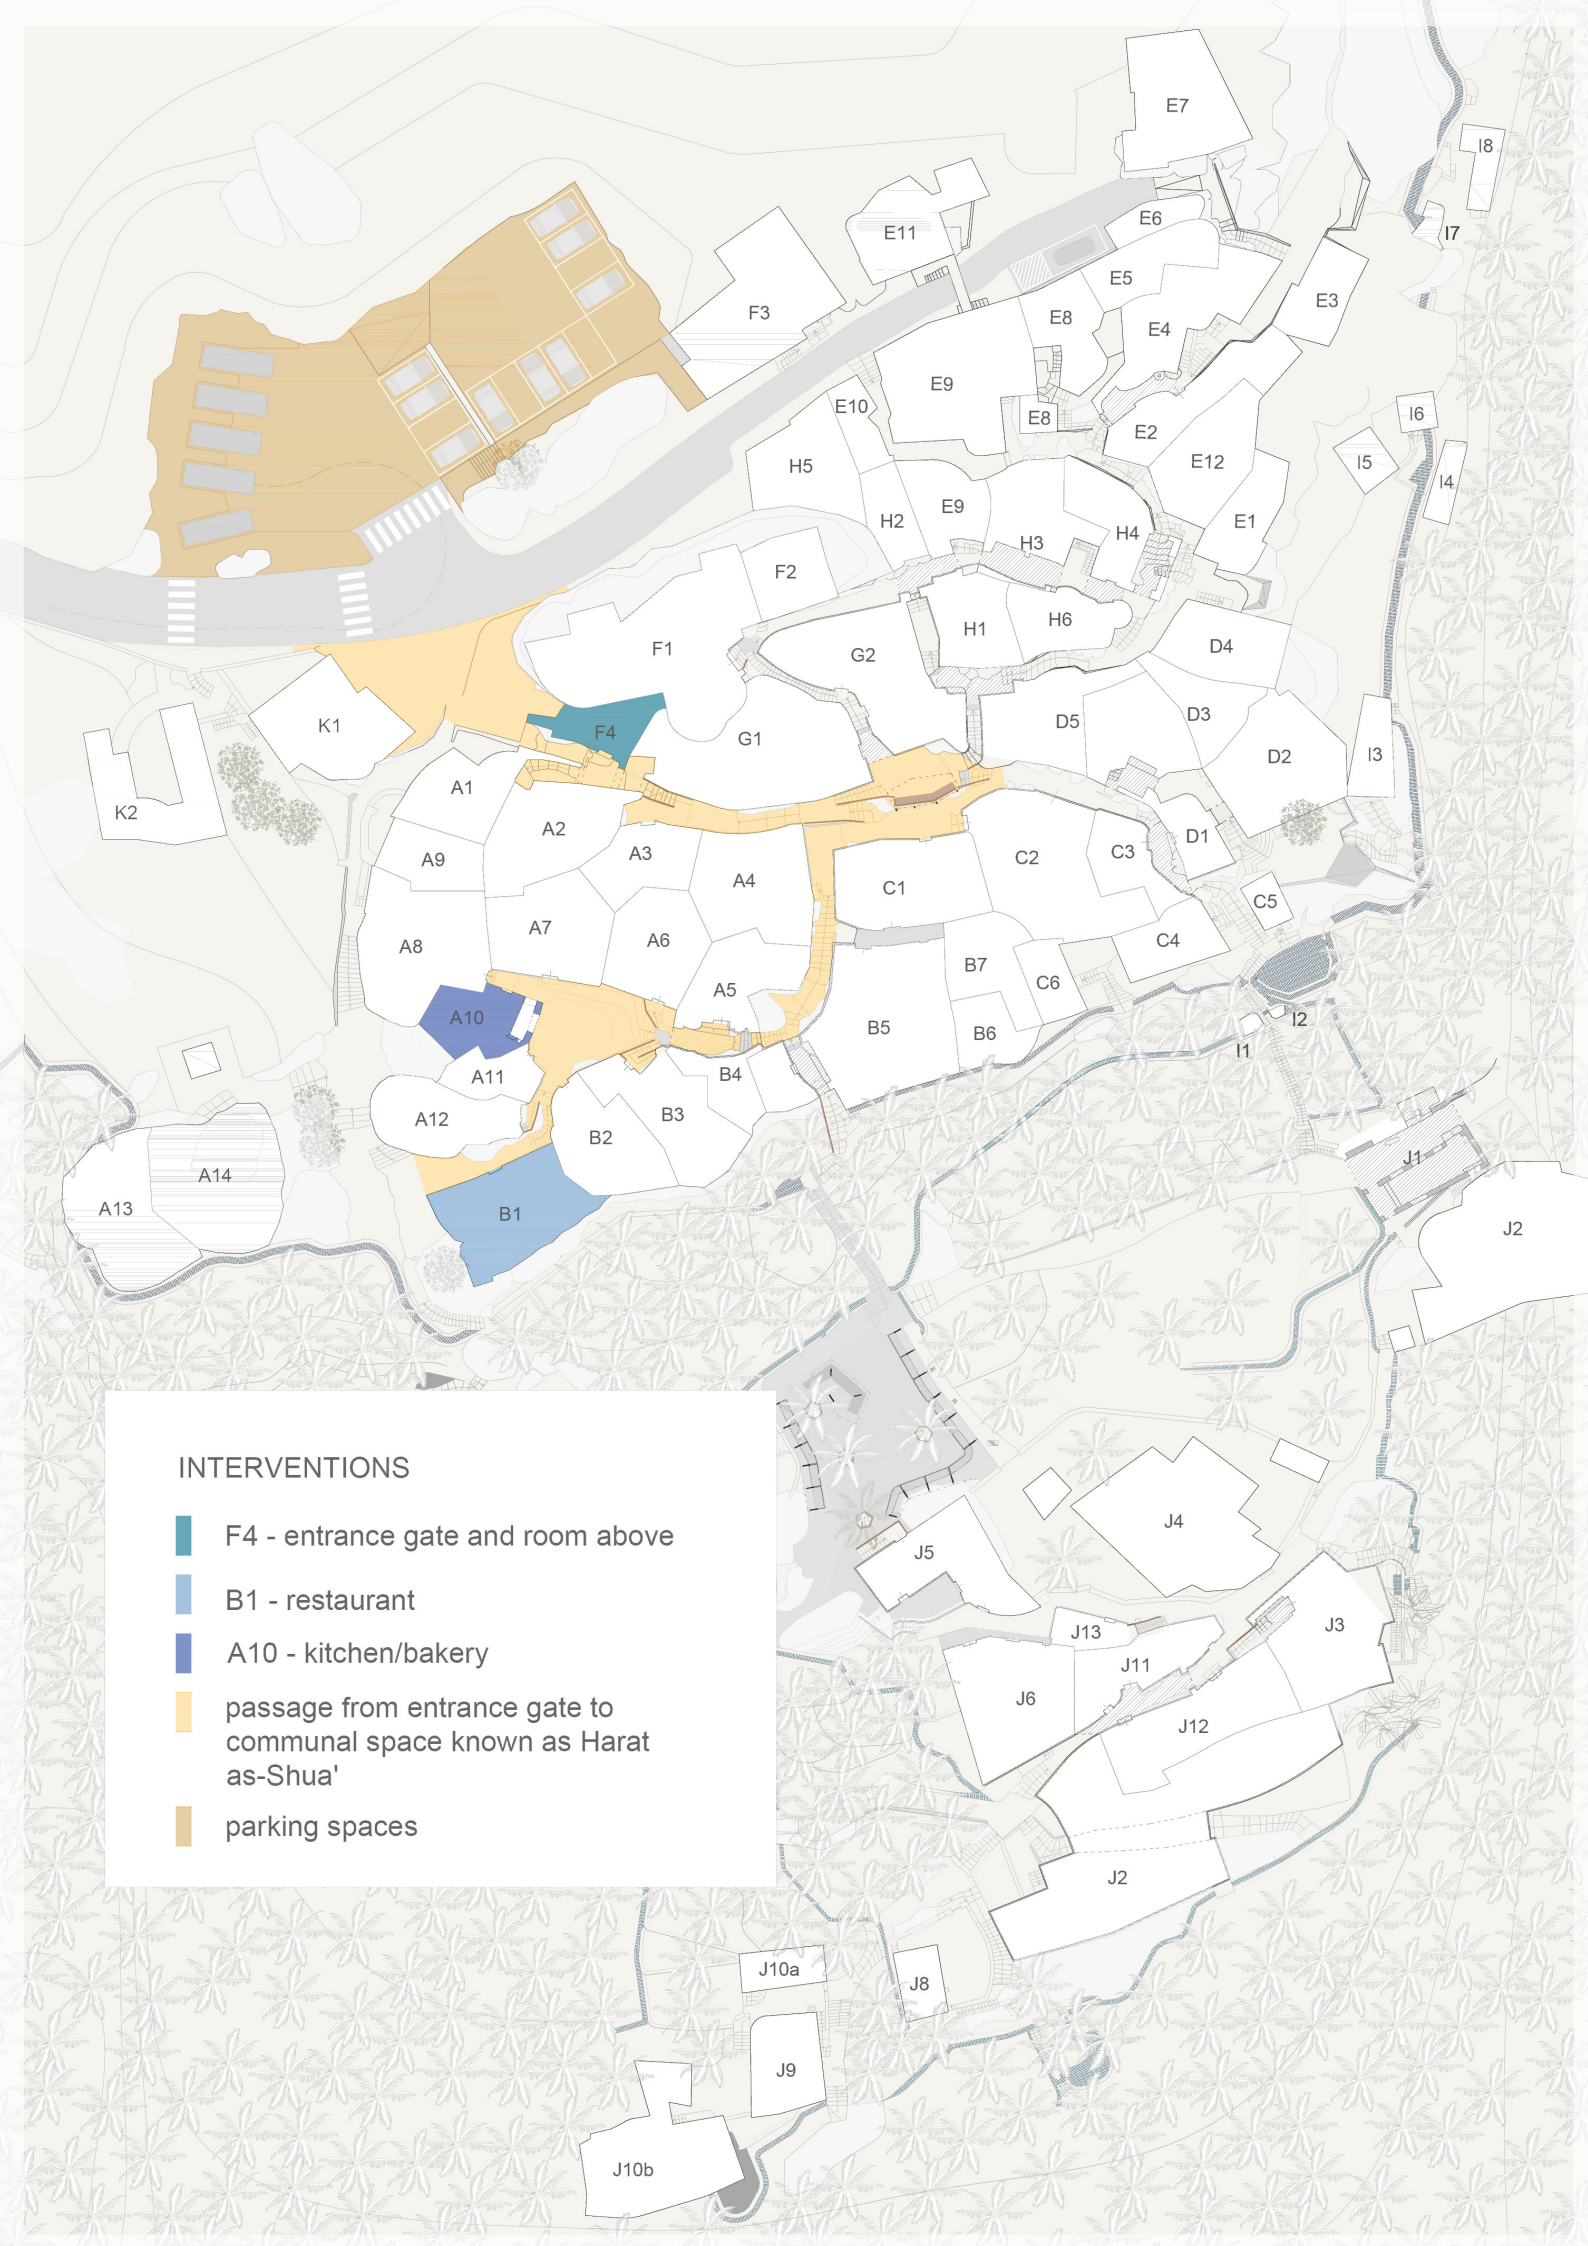 E7
I8
E6
I7
E11
E5
E3
F3
E8
E4
E9
E10
E8
I6
E2
H5
E12
I5
I4
E9
H2
E1
H4
H3
F2
H6
H1
D4
F1
G2
D3
D5
K1
F4
G1
D2
I3
A1
K2
A2
D1
A3
C3
C2
A9
A4
C1
C5
A7
A6
C4
A8
B7
C6
A5
A10
I2
B5
B6
I1
B4
A11
B3
A12
B2
J1
A14
A13
B1
J2
INTERVENTIONS
F4 - entrance gate and room above
B1 - restaurant
A10 - kitchen/bakery
passage from entrance gate to
communal space known as Harat
as-Shua'
parking spaces
J4
J5
J3
J13
J11
J6
J12
J2
J10a
J8
J9
J10b